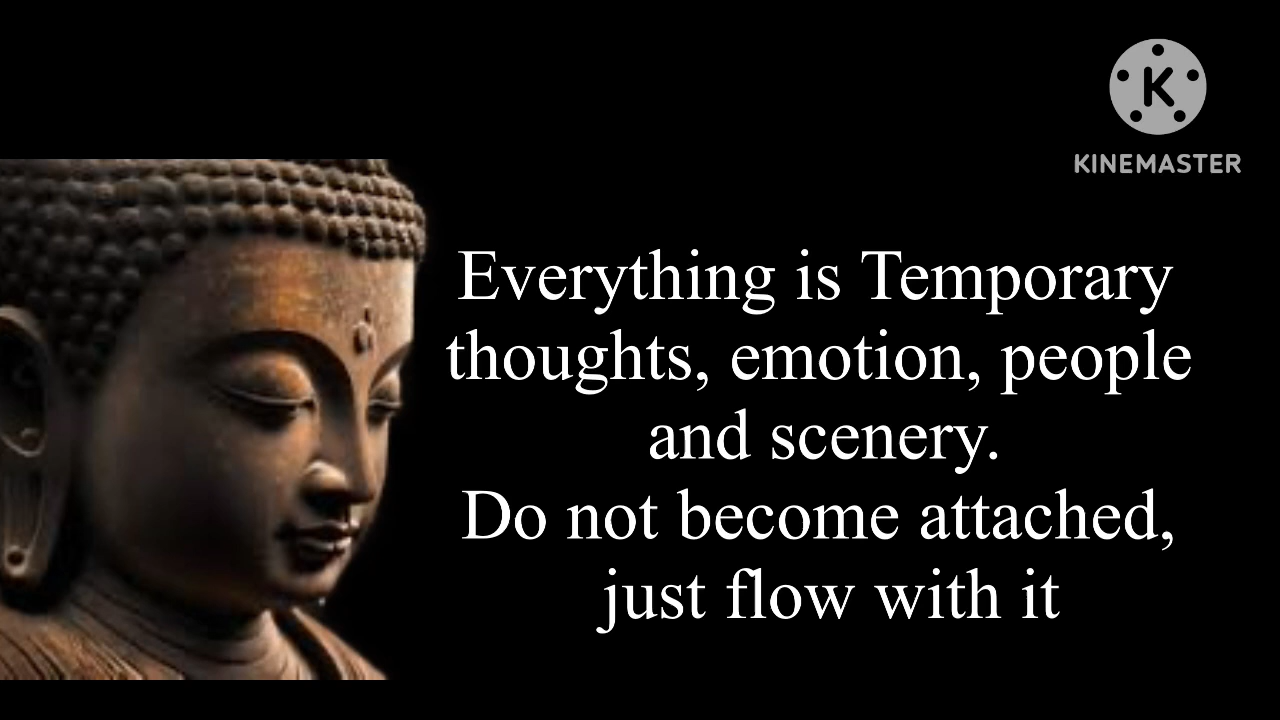 K
KINEMASTER
Everything is Temporary
thoughts, emotion, people
and scenery.
Do not become attached,
just flow with it